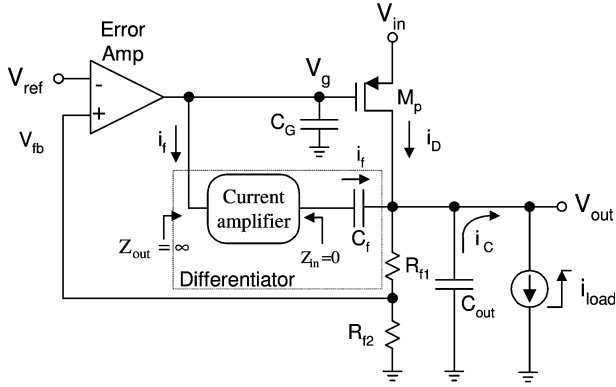 Error
Amp
V_in
V_ref
-
+
V_g
M_p
C_G
V_fb
i_f
i_f
i_D
Current
amplifier
V_out
Z_out = ∞
Z_in=0
C_f
i_C
Differentiator
R_f1
C_out
i_load
R_f2